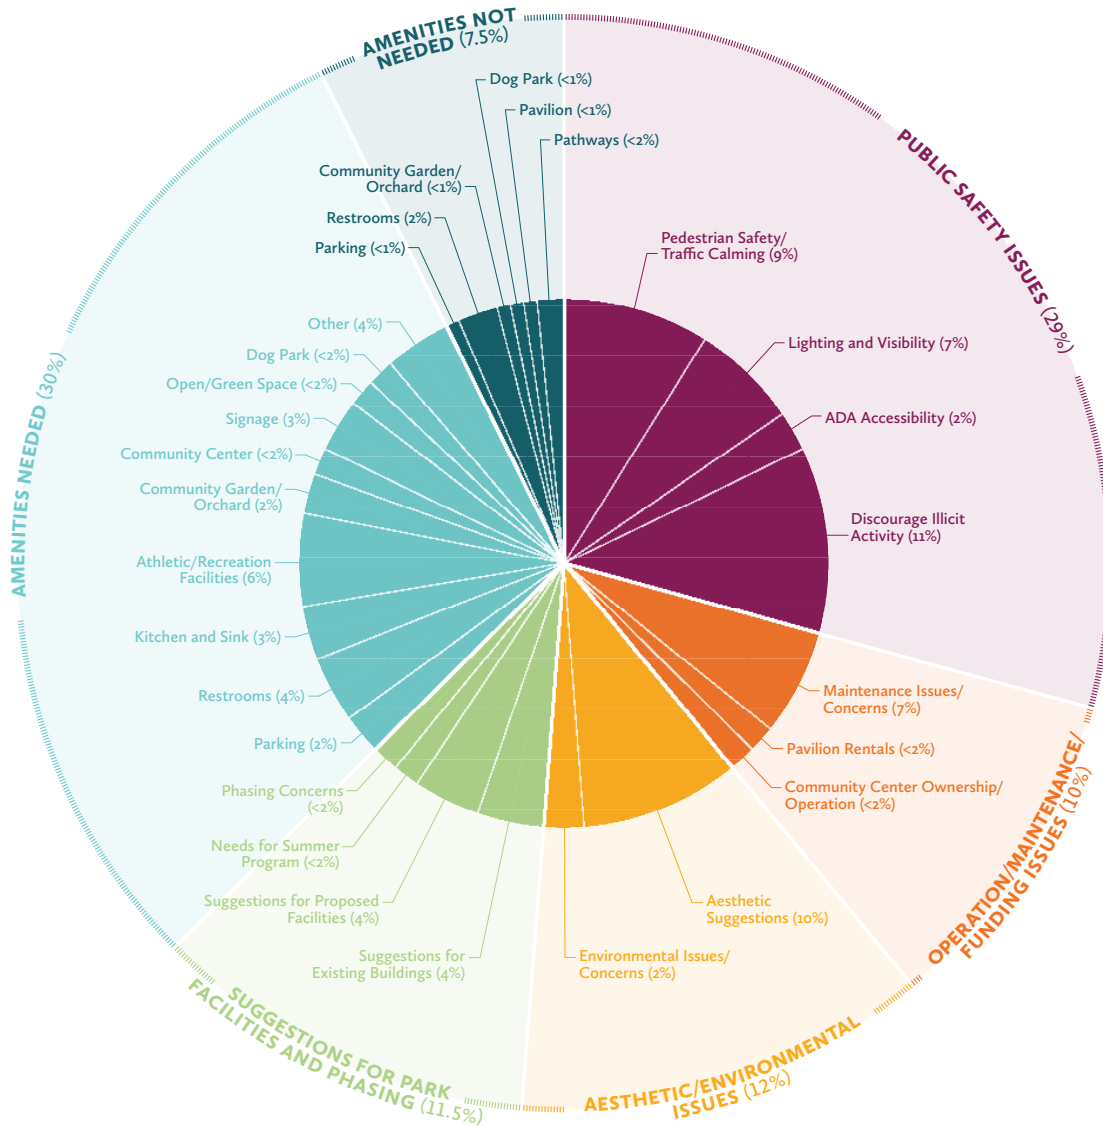 AMENITIES NOT
NEEDED (7.5%)
Dog Park (<1%)
Pavilion (<1%)
Pathways (<2%)
Community Garden/
Orchard (<1%)
Restrooms (2%)
Parking (<1%)
PUBLIC SAFETY ISSUES (29%)
Pedestrian Safety/
Traffic Calming (9%)
Lighting and Visibility (7%)
ADA Accessibility (2%)
Discourage Illicit
Activity (11%)
OPERATION/MAINTENANCE/
FUNDING ISSUES (10%)
Maintenance Issues/
Concerns (7%)
Pavilion Rentals (<2%)
Community Center Ownership/
Operation (<2%)
AESTHETIC/ENVIRONMENTAL
ISSUES (12%)
Aesthetic
Suggestions (10%)
Environmental Issues/
Concerns (2%)
SUGGESTIONS FOR PARK
FACILITIES AND PHASING (11.5%)
Suggestions for
Existing Buildings (4%)
Suggestions for Proposed
Facilities (4%)
Needs for Summer
Program (<2%)
Phasing Concerns
(<2%)
AMENITIES NEEDED (30%)
Parking (2%)
Restrooms (4%)
Kitchen and Sink (3%)
Athletic/Recreation
Facilities (6%)
Community Garden/
Orchard (2%)
Community Center (<2%)
Signage (3%)
Open/Green Space (<2%)
Dog Park (<2%)
Other (4%)